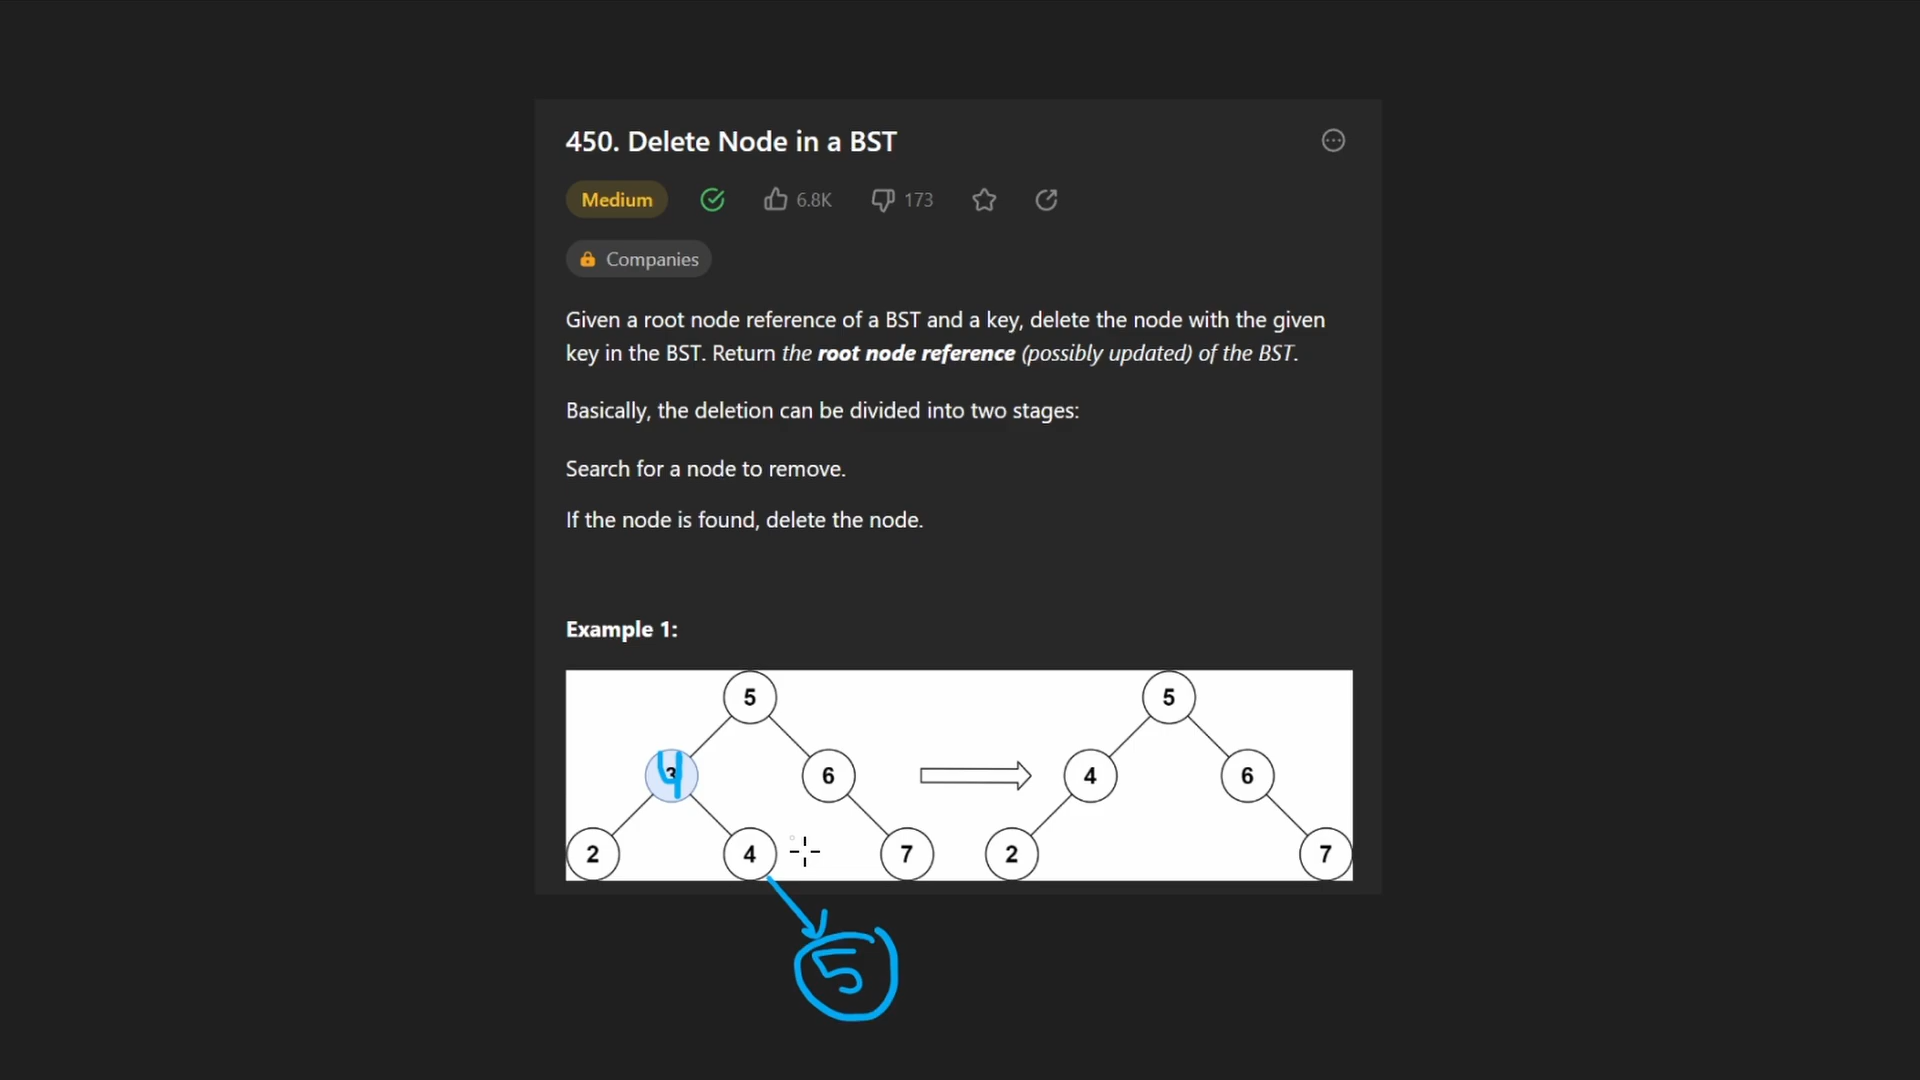 450. Delete Node in a BST
Medium 6.8K 173
Companies
Given a root node reference of a BST and a key, delete the node with the given
key in the BST. Return the root node reference (possibly updated) of the BST.
Basically, the deletion can be divided into two stages:
Search for a node to remove.
If the node is found, delete the node.
Example 1:
5 5
3 4 6 4 6
2 4 7 2 7
5